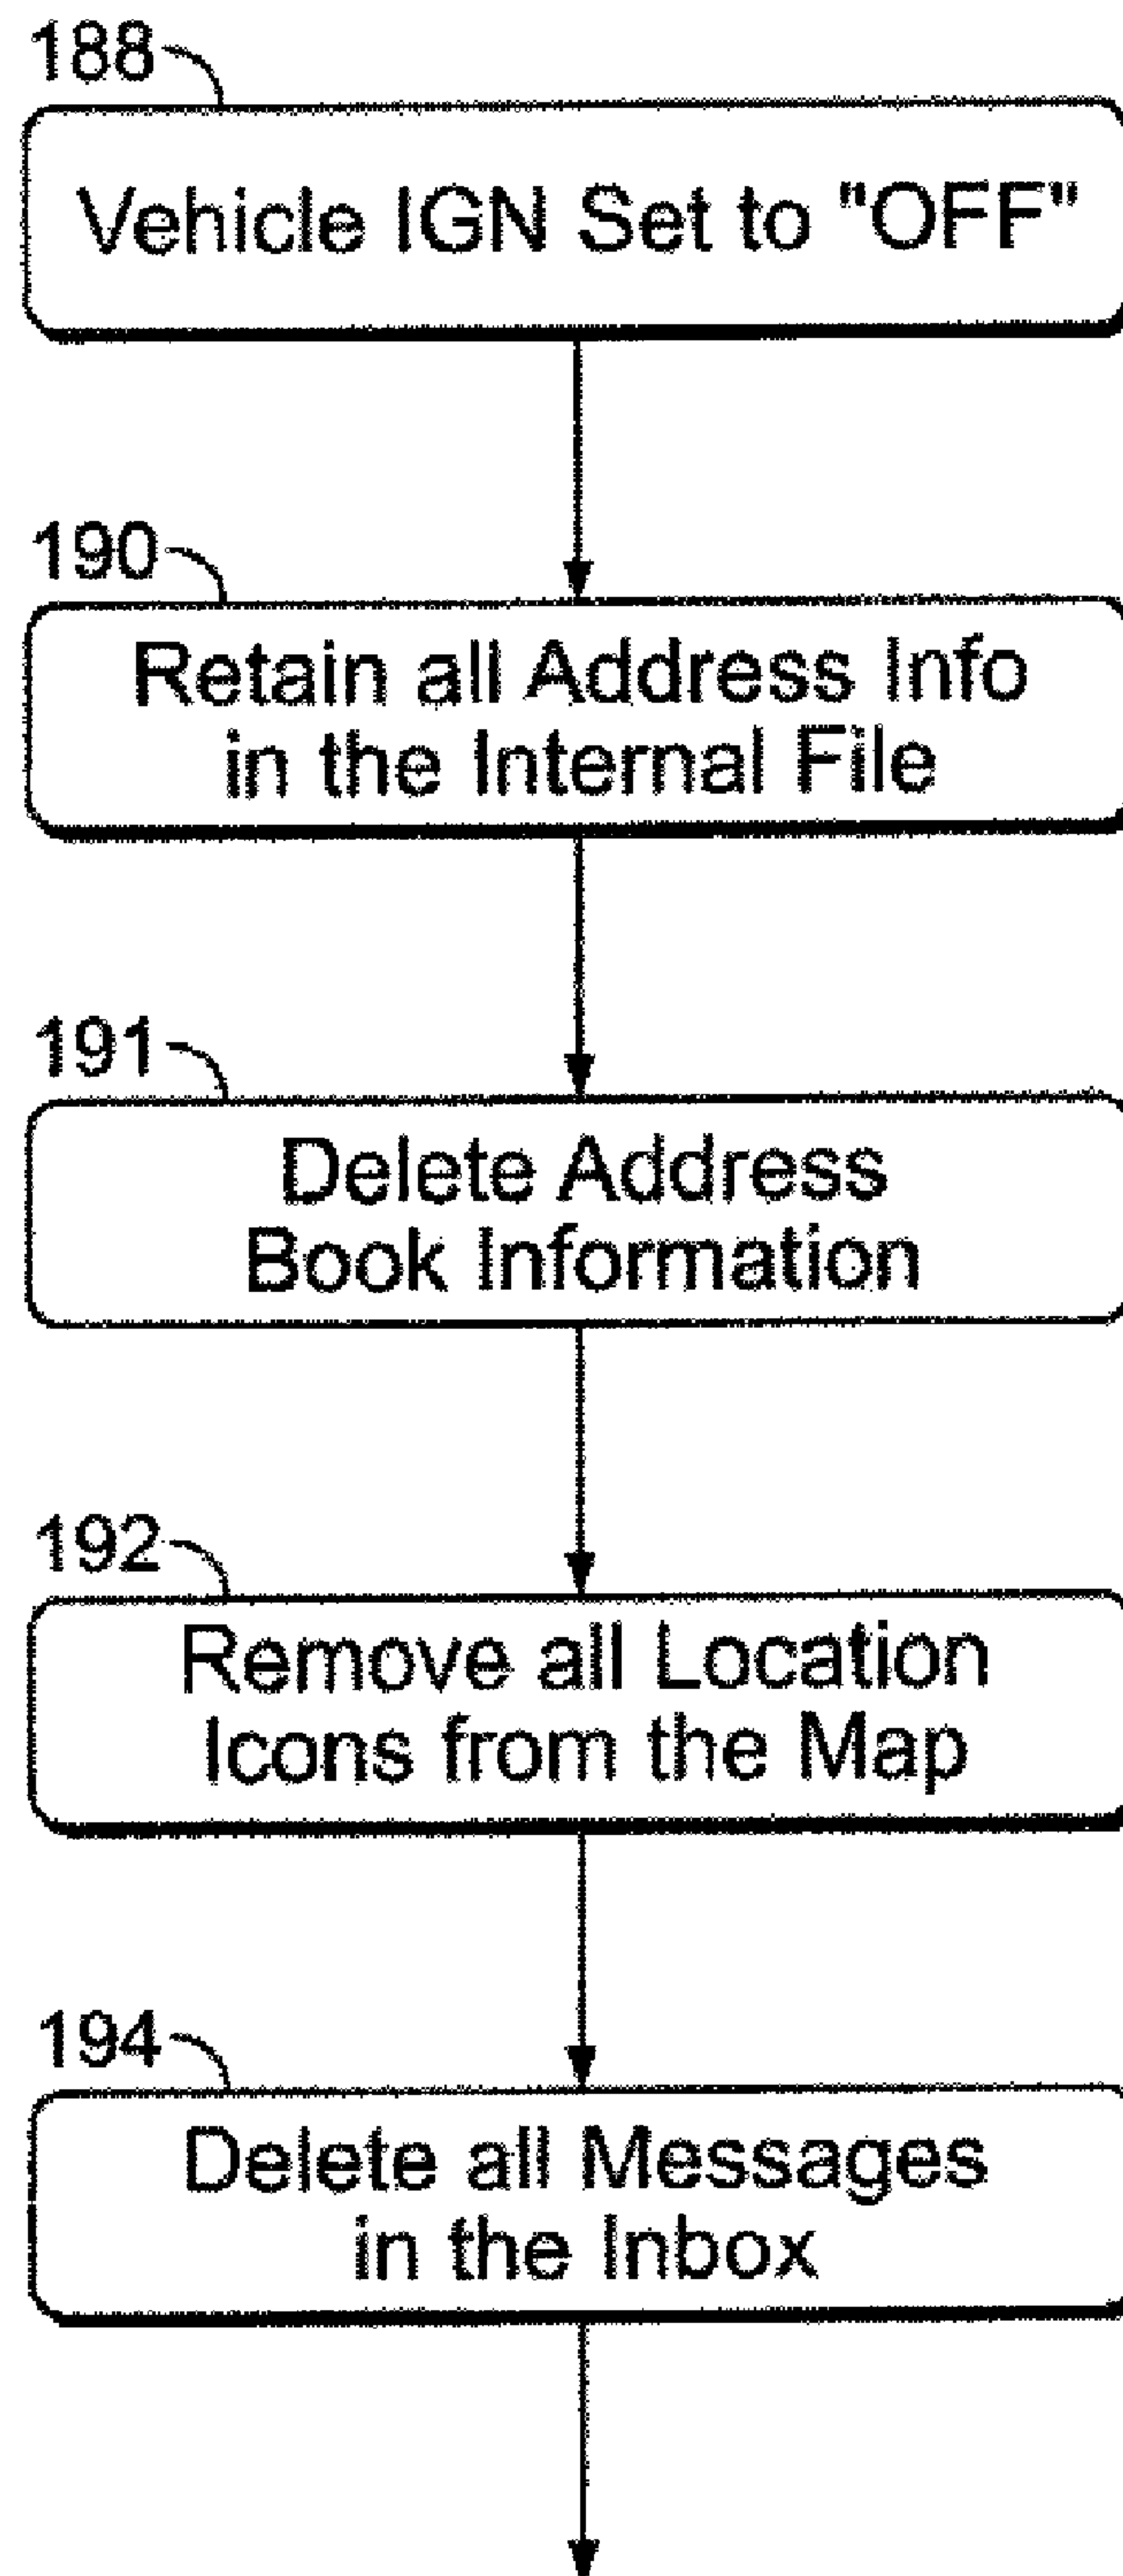 188
Vehicle IGN Set to "OFF"
190
Retain all Address Info
in the Internal File
191
Delete Address
Book Information
192
Remove all Location
Icons from the Map
194
Delete all Messages
in the Inbox